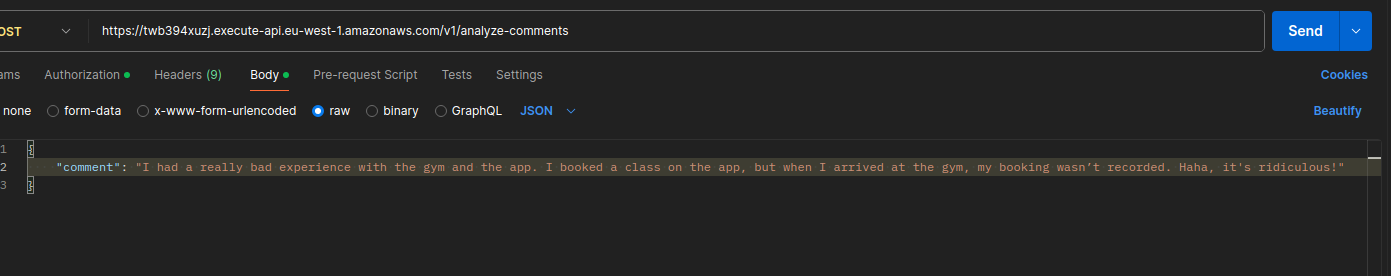 OST https://twb394xuzj.execute-api.eu-west-1.amazonaws.com/v1/analyze-comments Send
ams Authorization Headers (9) Body Pre-request Script Tests Settings Cookies
none form-data x-www-form-urlencoded raw binary GraphQL JSON Beautify
1 {
2 "comment": "I had a really bad experience with the gym and the app. I booked a class on the app, but when I arrived at the gym, my booking wasn’t recorded. Haha, it's ridiculous!"
3 }